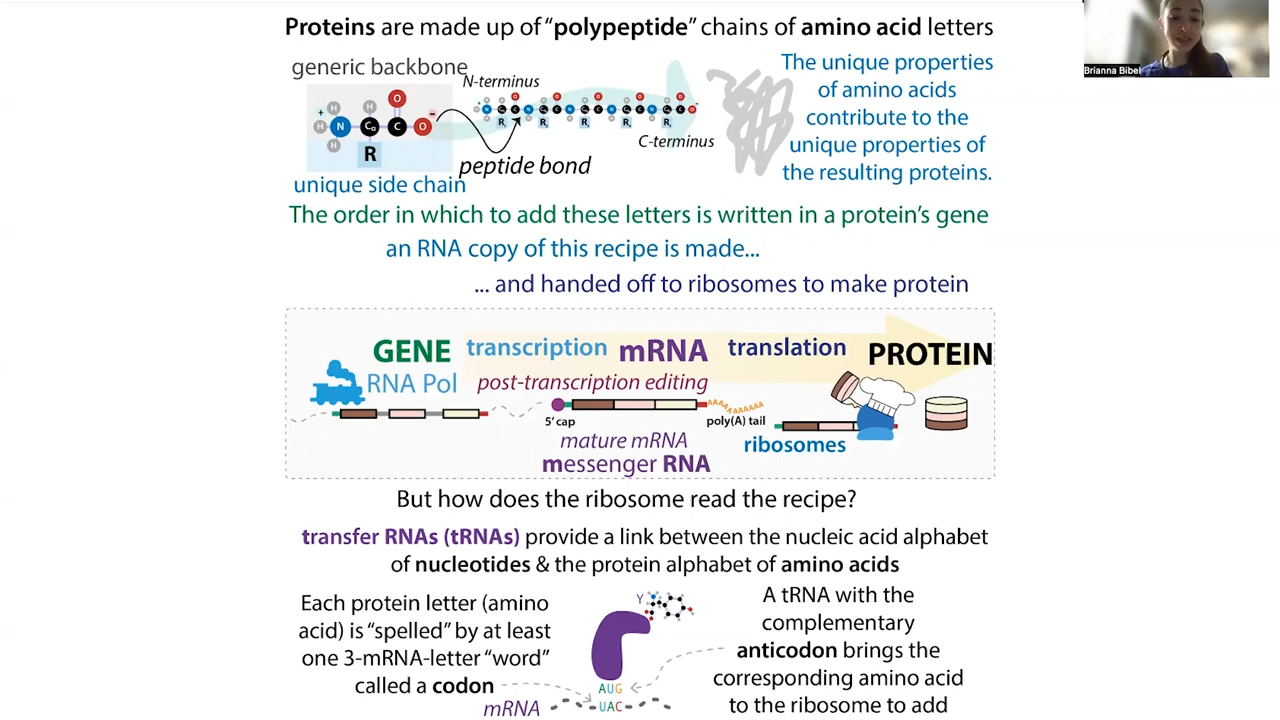 Proteins are made up of “polypeptide” chains of amino acid letters
Brianna Bibel
generic backbone
N-terminus
C-terminus
peptide bond
unique side chain
+
H
H
H
H
N
Cα
C
O
O
−
R
R
R
R
R
R
The unique properties
of amino acids
contribute to the
unique properties of
the resulting proteins.
The order in which to add these letters is written in a protein’s gene
an RNA copy of this recipe is made...
... and handed off to ribosomes to make protein
GENE
transcription
mRNA
translation
PROTEIN
RNA Pol
post-transcription editing
5’ cap
AAAAAAAAAAA
poly(A) tail
mature mRNA
messenger RNA
ribosomes
But how does the ribosome read the recipe?
transfer RNAs (tRNAs) provide a link between the nucleic acid alphabet
of nucleotides & the protein alphabet of amino acids
Each protein letter (amino
acid) is “spelled” by at least
one 3-mRNA-letter “word”
called a codon
mRNA
Y
AUG
UAC
A tRNA with the
complementary
anticodon brings the
corresponding amino acid
to the ribosome to add